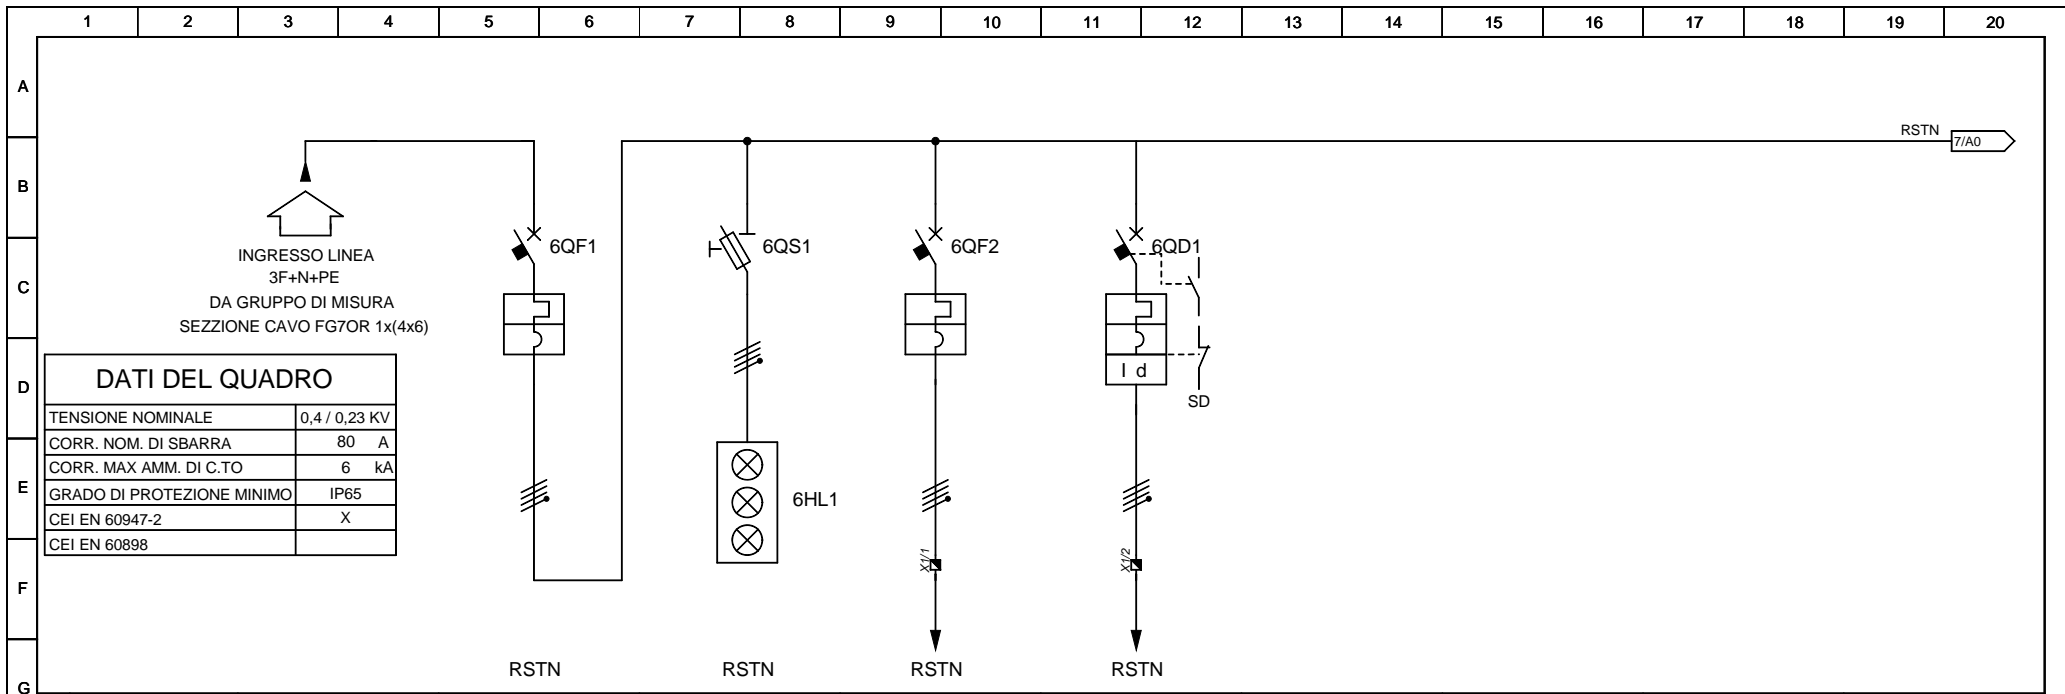 1 2 3 4 5 6 7 8 9 10 11 12 13 14 15 16 17 18 19 20
A
B
C
D
E
F
G
RSTN
7/A0
INGRESSO LINEA
3F+N+PE
DA GRUPPO DI MISURA
SEZZIONE CAVO FG7OR 1x(4x6)
6QF1
6QS1
6QF2
6QD1
I d
SD
DATI DEL QUADRO
TENSIONE NOMINALE 0,4 / 0,23 KV
CORR. NOM. DI SBARRA 80 A
CORR. MAX AMM. DI C.TO 6 kA
GRADO DI PROTEZIONE MINIMO IP65
CEI EN 60947-2 X
CEI EN 60898
6HL1
X1/1
X1/2
RSTN RSTN RSTN RSTN